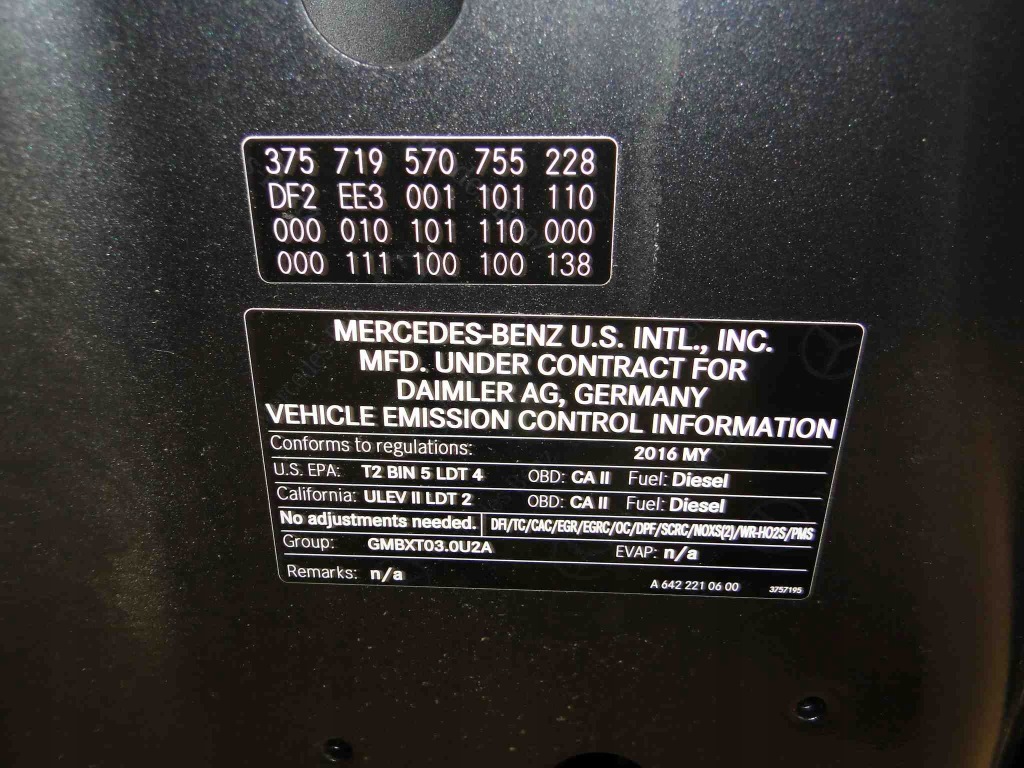 375 719 570 755 228
DF2 EE3 001 101 110
000 010 101 110 000
000 111 100 100 138
MERCEDES-BENZ U.S. INTL., INC.
MFD. UNDER CONTRACT FOR
DAIMLER AG, GERMANY
VEHICLE EMISSION CONTROL INFORMATION
Conforms to regulations: 2016 MY
U.S. EPA: T2 BIN 5 LDT 4 OBD: CA II Fuel: Diesel
California: ULEV II LDT 2 OBD: CA II Fuel: Diesel
No adjustments needed. DFI/TC/CAC/EGR/EGRC/OC/DPF/SCRC/NOXS(2)/WR-HO2S/PMS
Group: GMBXT03.0U2A EVAP: n/a
Remarks: n/a A 642 221 06 00 3757195